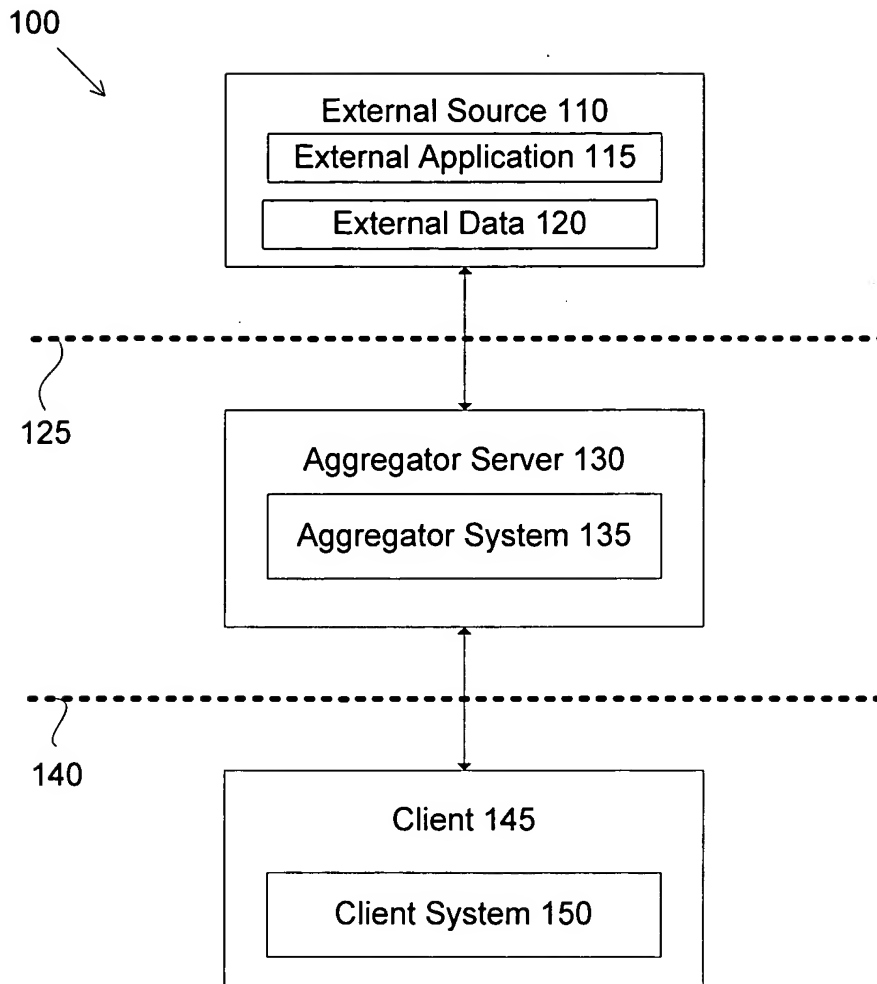 100
External Source 110
External Application 115
External Data 120
125
Aggregator Server 130
Aggregator System 135
140
Client 145
Client System 150